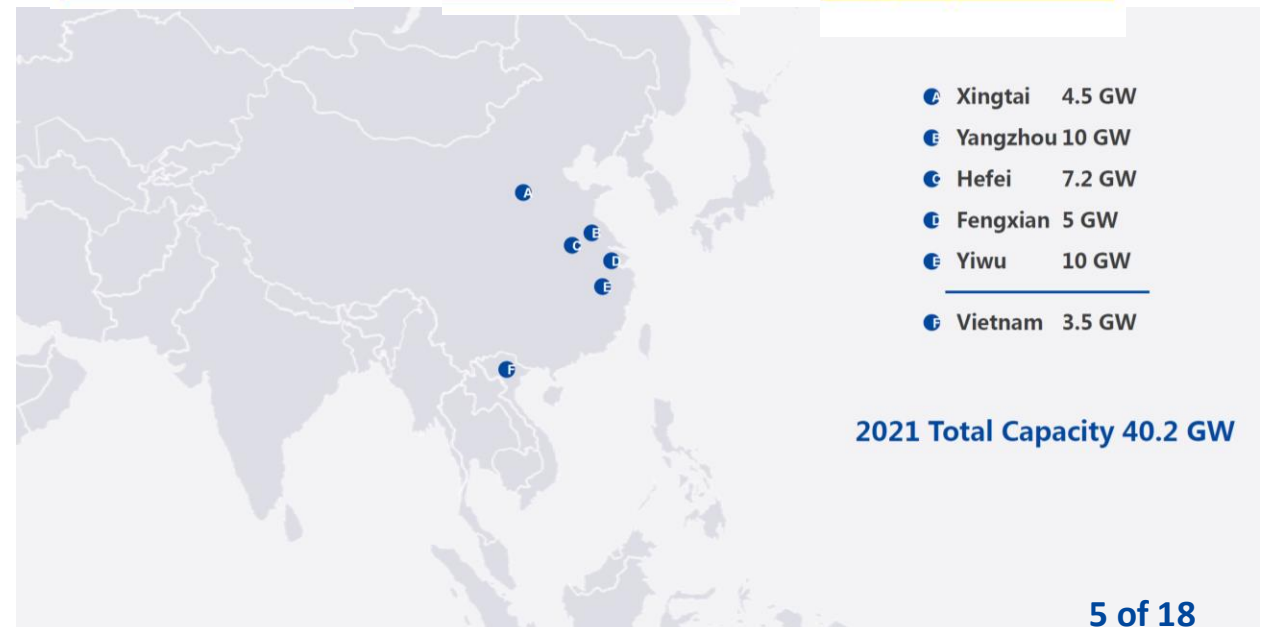 A Xingtai 4.5 GW
B Yangzhou 10 GW
C Hefei 7.2 GW
D Fengxian 5 GW
E Yiwu 10 GW
F Vietnam 3.5 GW
A
B
C
D
E
F
2021 Total Capacity 40.2 GW
5 of 18